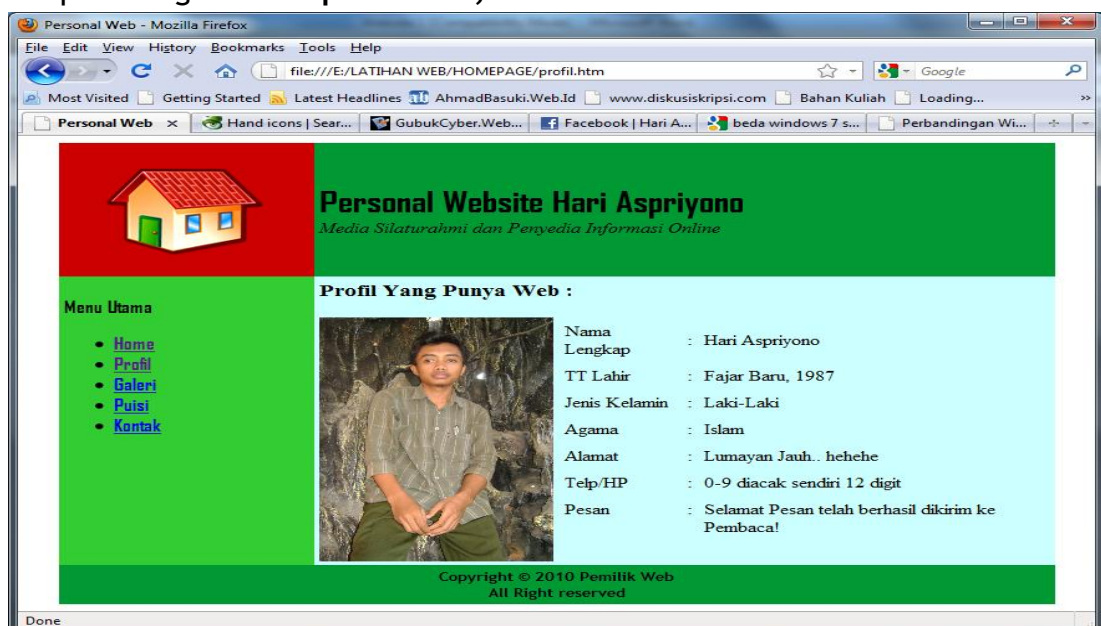 Personal Web - Mozilla Firefox
File Edit View History Bookmarks Tools Help
file:///E:/LATIHAN WEB/HOMEPAGE/profil.htm
Google
Most Visited Getting Started Latest Headlines AhmadBasuki.Web.Id www.diskusiskripsi.com Bahan Kuliah Loading...
Personal Web Hand icons | Sear... GubukCyber.Web... Facebook | Hari A... beda windows 7 s... Perbandingan Wi...
Personal Website Hari Aspriyono
Media Silaturahmi dan Penyedia Informasi Online
Menu Utama
Home
Profil
Galeri
Puisi
Kontak
Profil Yang Punya Web :
Nama Lengkap : Hari Aspriyono
TT Lahir : Fajar Baru, 1987
Jenis Kelamin : Laki-Laki
Agama : Islam
Alamat : Lumayan Jauh.. hehehe
Telp/HP : 0-9 diacak sendiri 12 digit
Pesan : Selamat Pesan telah berhasil dikirim ke
Pembaca!
Copyright © 2010 Pemilik Web
All Right reserved
Done